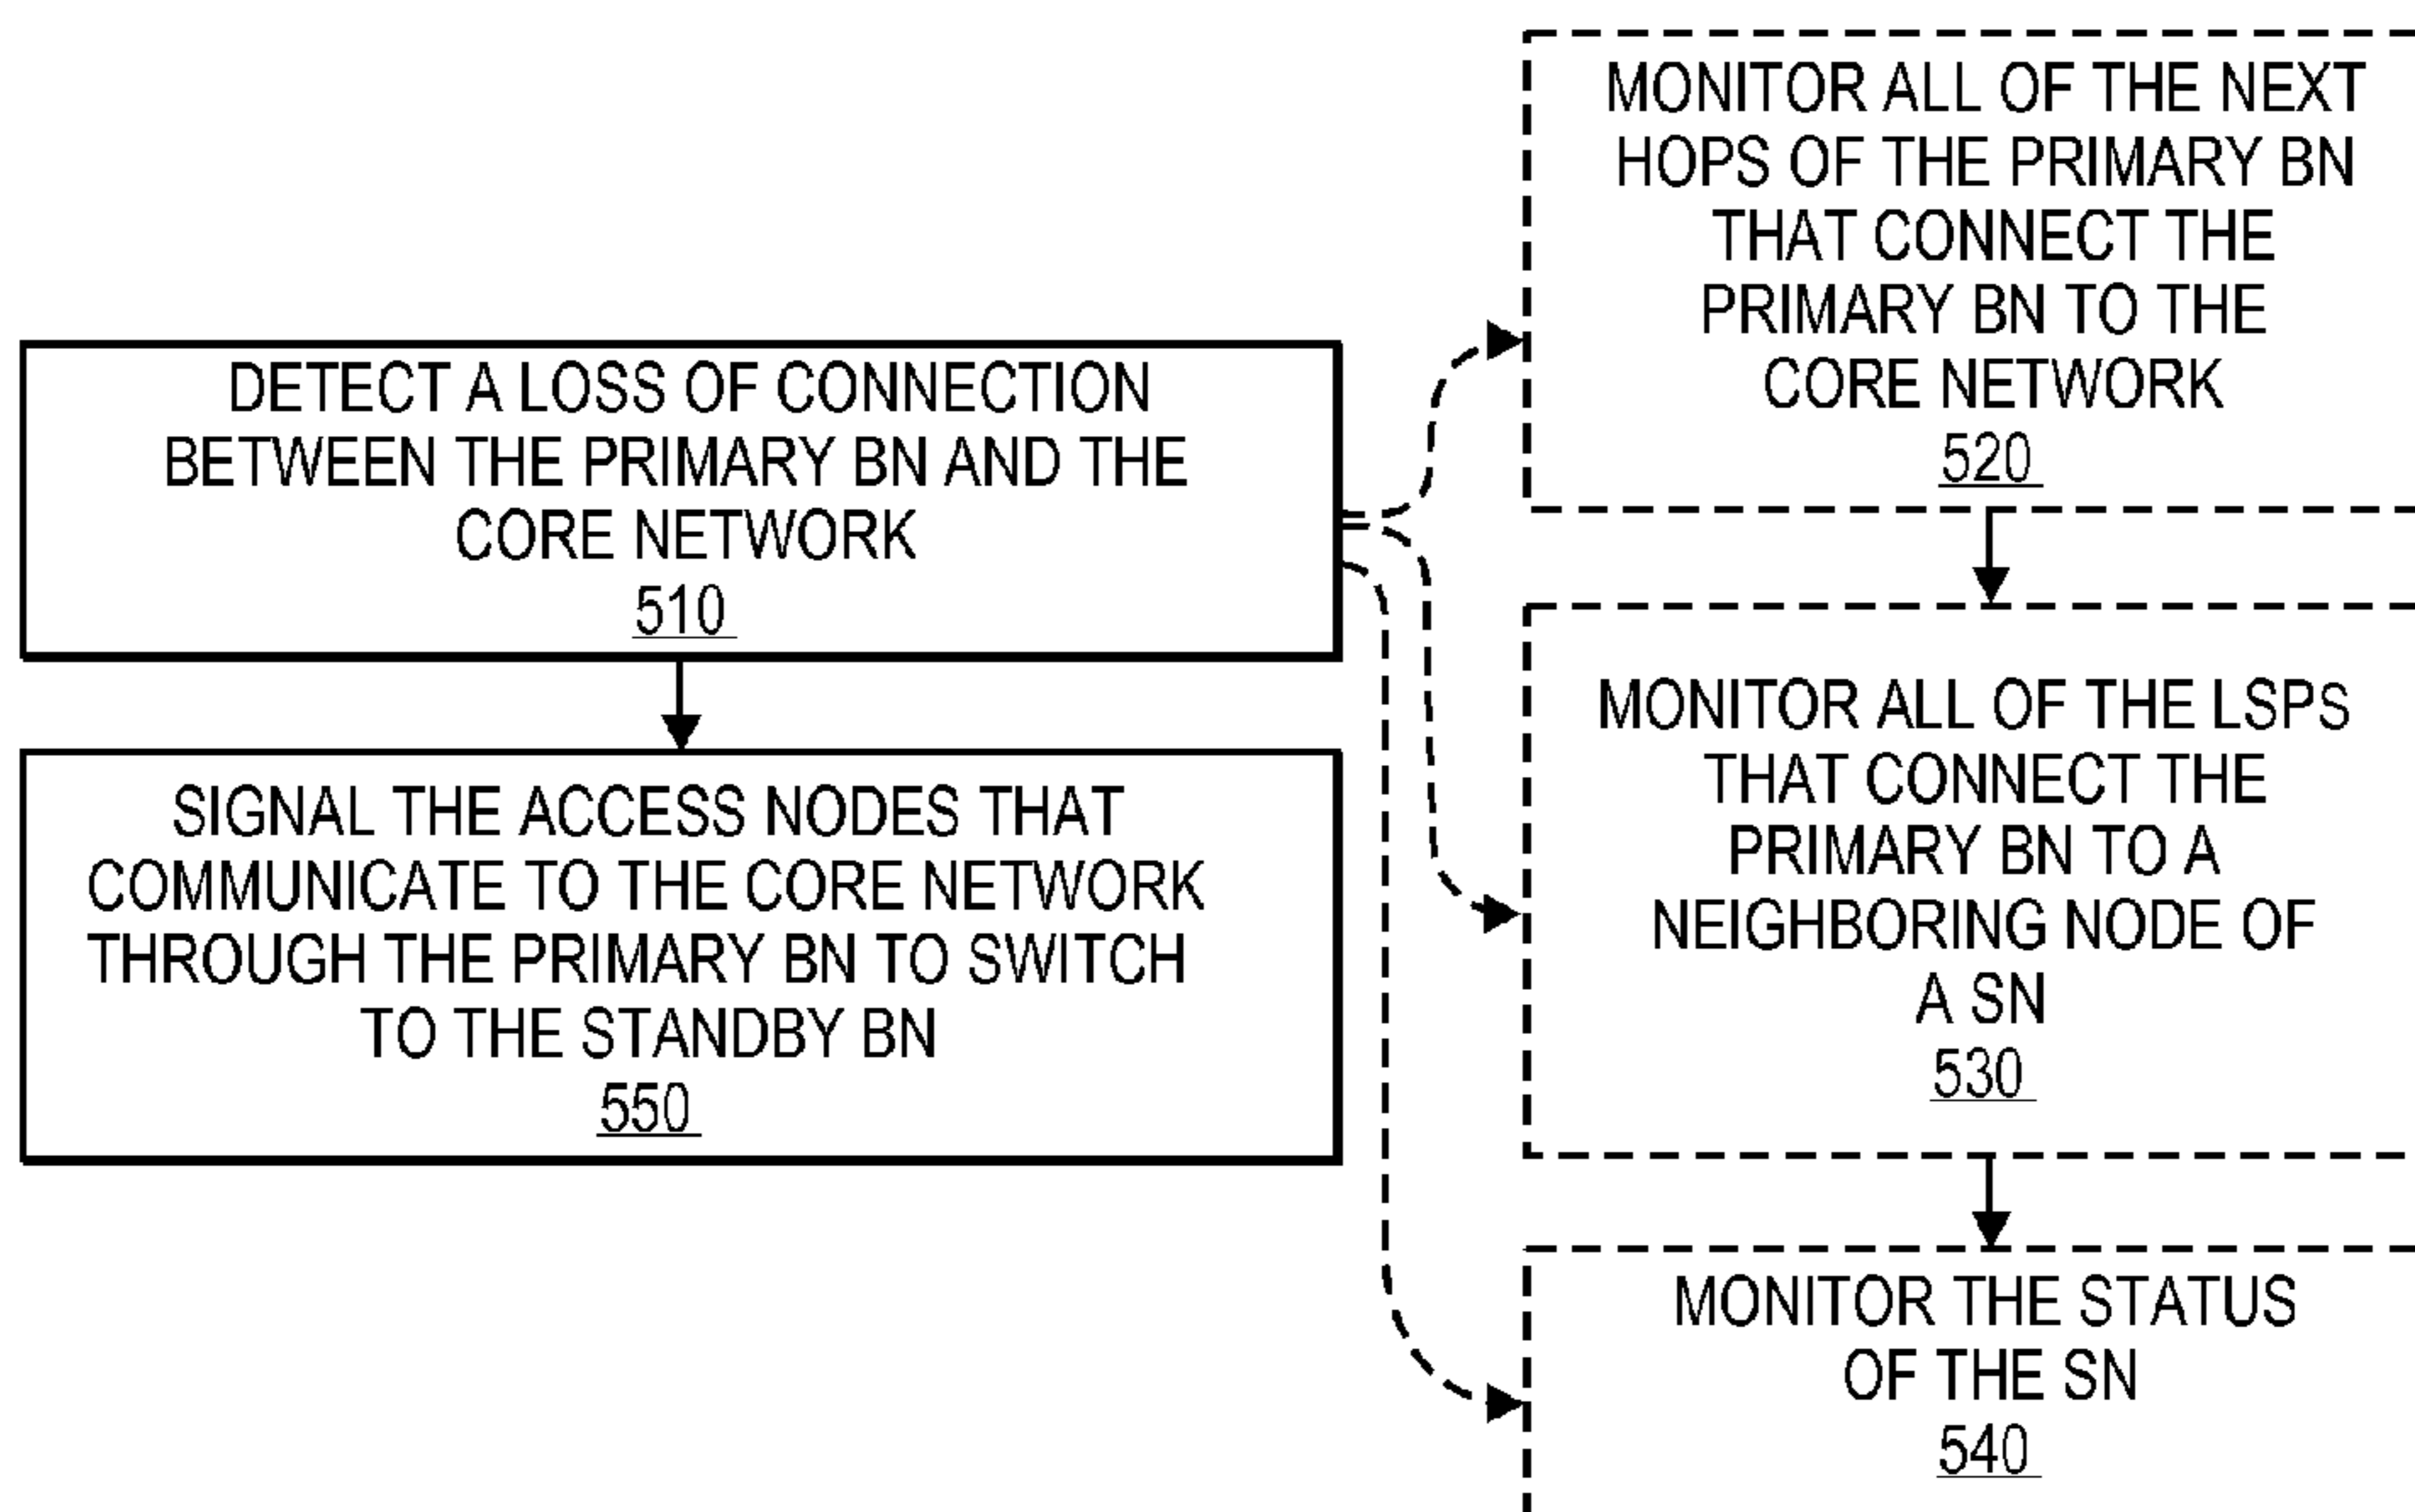 DETECT A LOSS OF CONNECTION
BETWEEN THE PRIMARY BN AND THE
CORE NETWORK
510
SIGNAL THE ACCESS NODES THAT
COMMUNICATE TO THE CORE NETWORK
THROUGH THE PRIMARY BN TO SWITCH
TO THE STANDBY BN
550
MONITOR ALL OF THE NEXT
HOPS OF THE PRIMARY BN
THAT CONNECT THE
PRIMARY BN TO THE
CORE NETWORK
520
MONITOR ALL OF THE LSPS
THAT CONNECT THE
PRIMARY BN TO A
NEIGHBORING NODE OF
A SN
530
MONITOR THE STATUS
OF THE SN
540